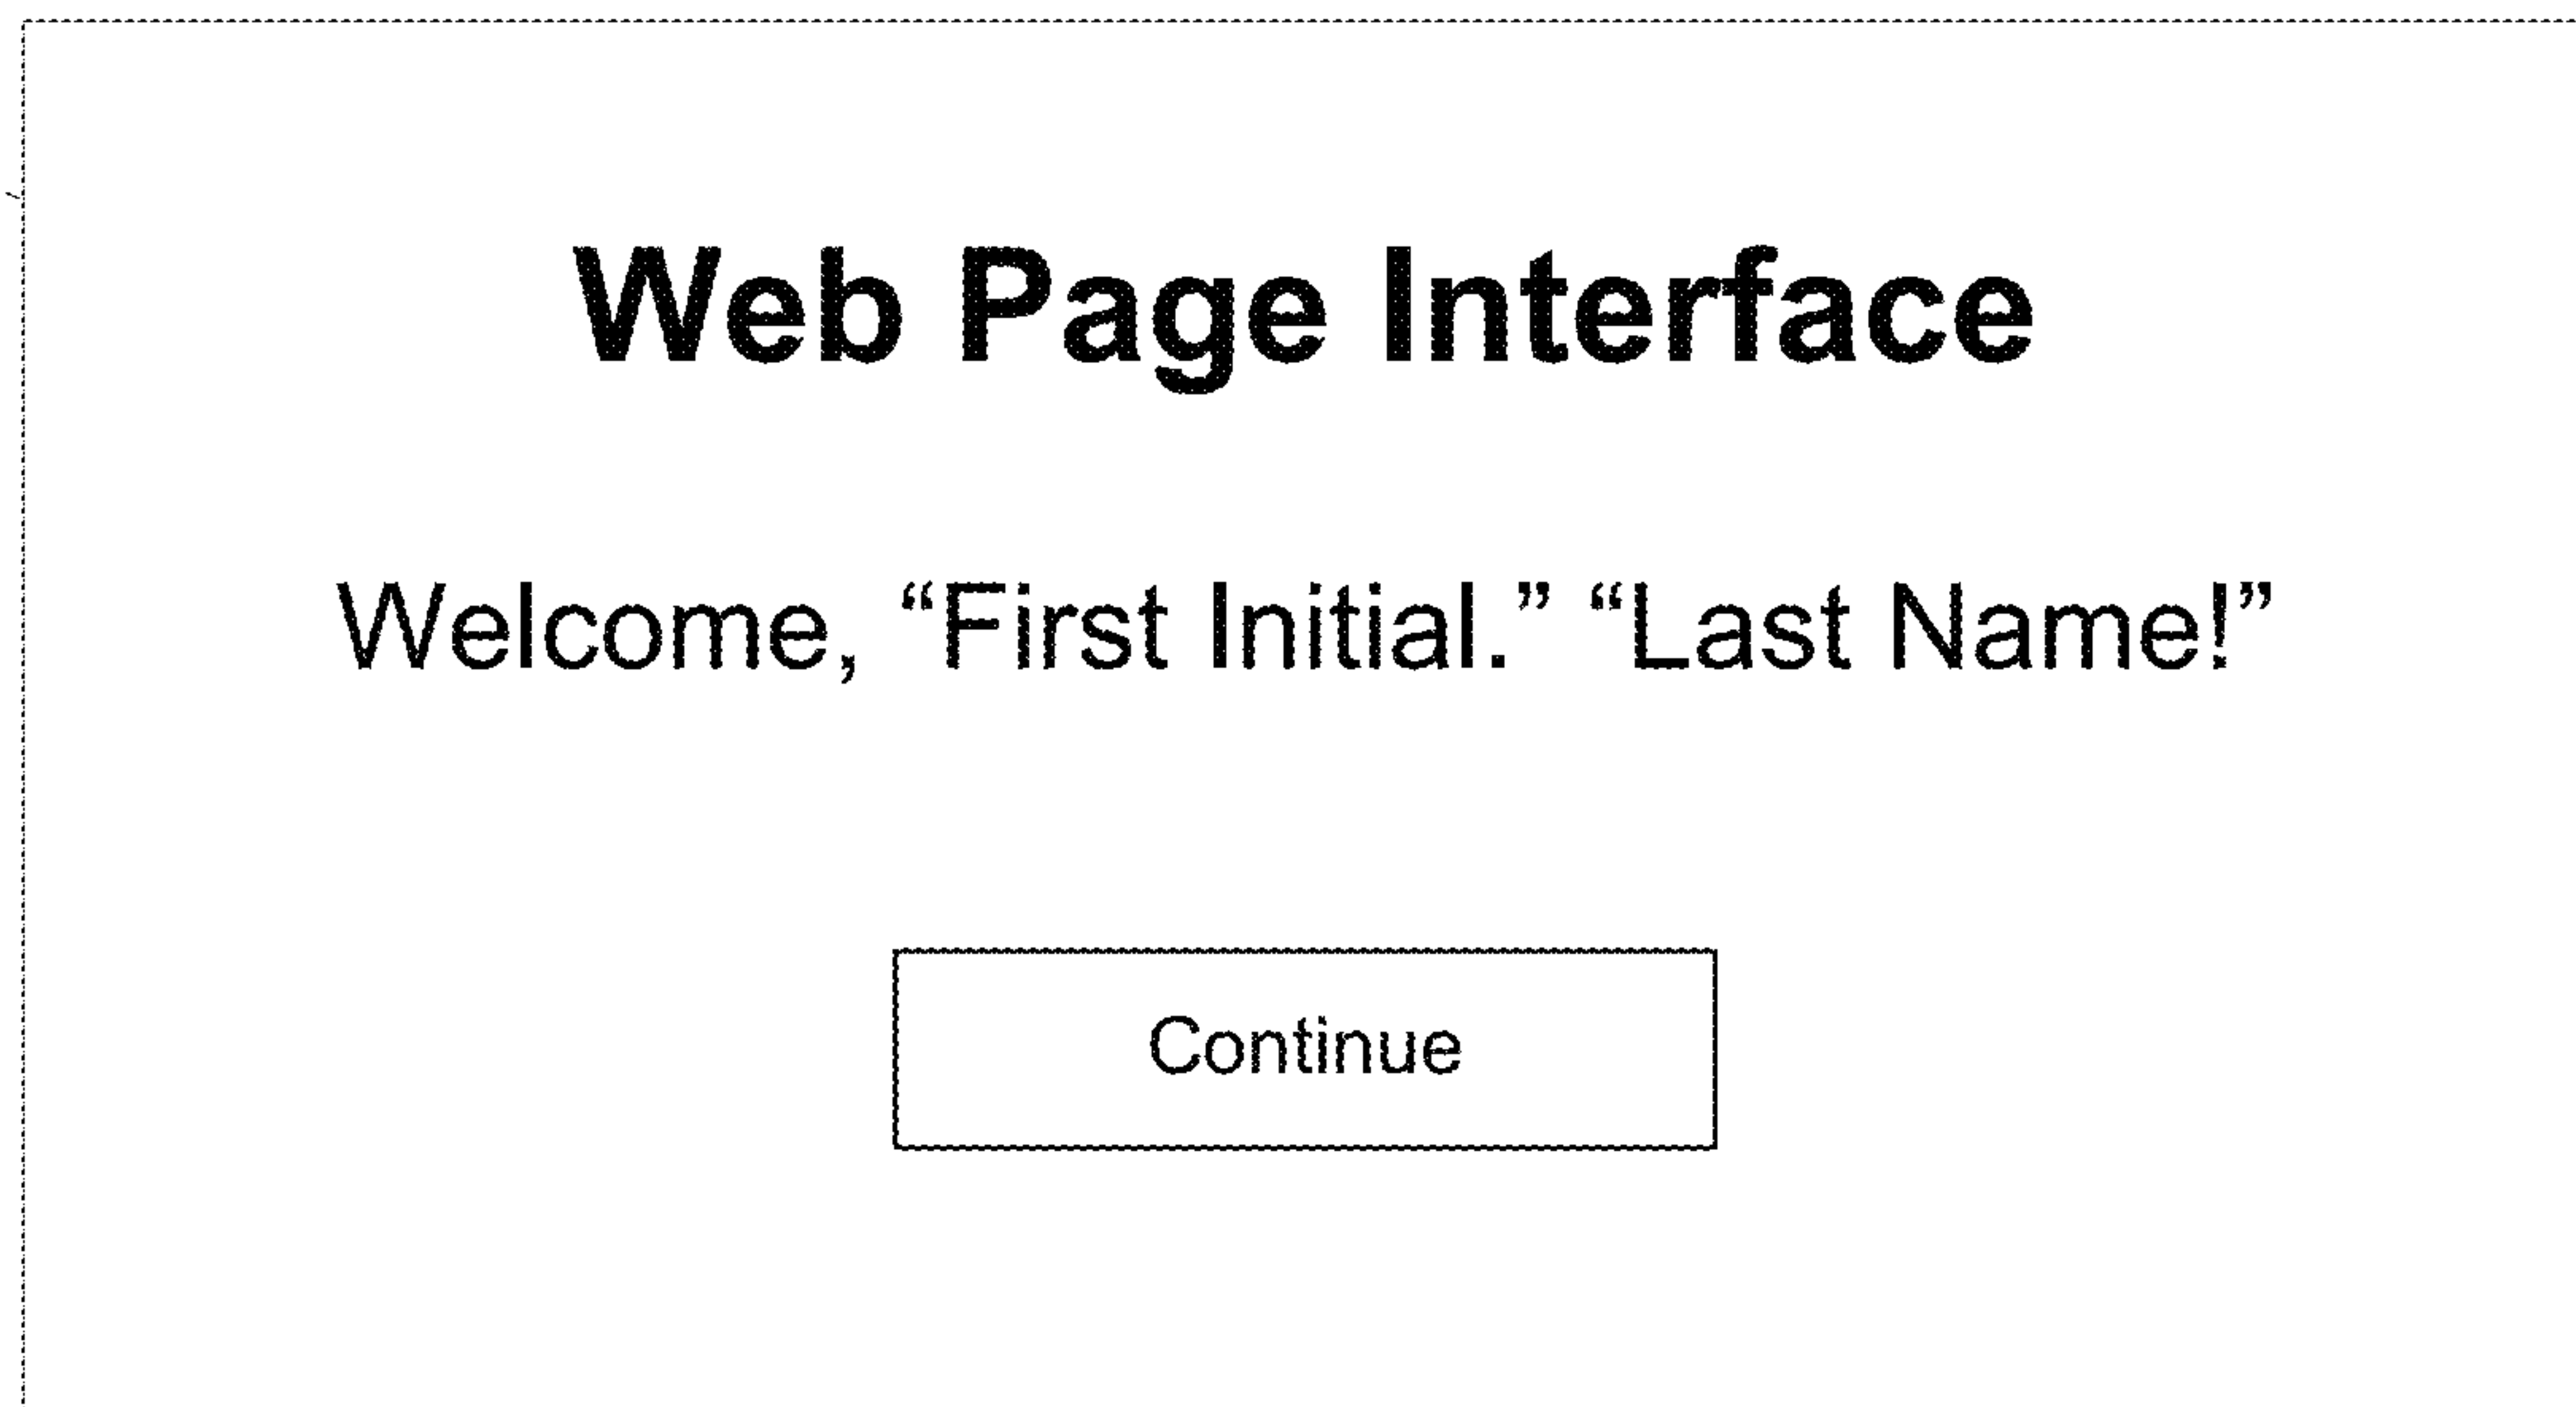 Web Page Interface
Welcome, “First Initial.” “Last Name!”
Continue